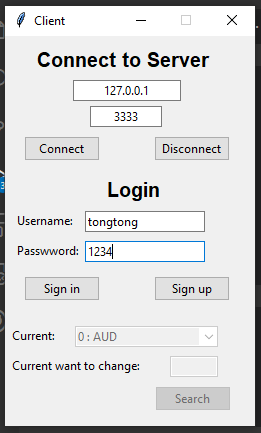 Client
Connect to Server
127.0.0.1
3333
Connect Disconnect
Login
Username: tongtong
Paswword: 1234
Sign in Sign up
Current: 0 : AUD
Current want to change:
Search